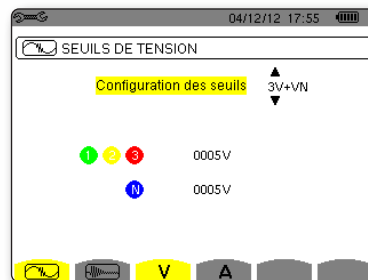 04/12/12 17:55
SEUILS DE TENSION
Configuration des seuils 3V+VN
1 2 3 0005V
N 0005V
V A